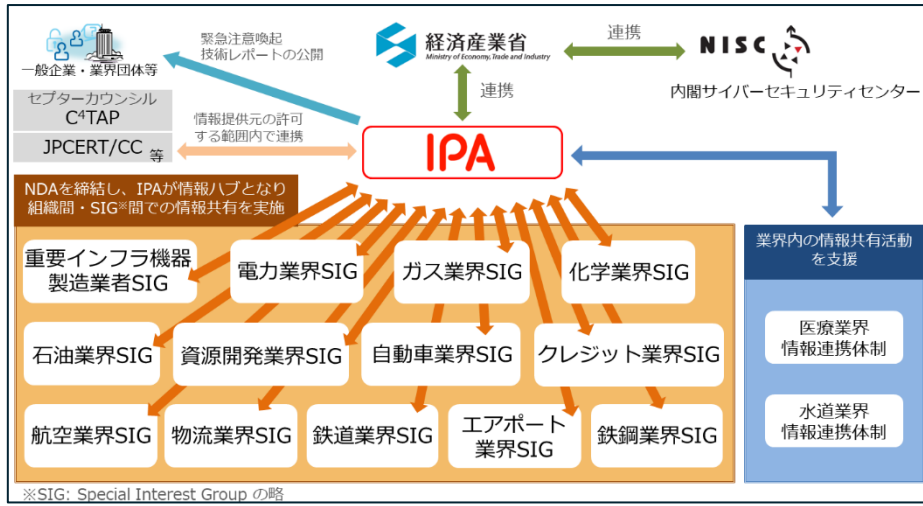 緊急注意喚起
技術レポートの公開
一般企業・業界団体等
経済産業省
Ministry of Economy, Trade and Industry
連携
NISC
内閣サイバーセキュリティセンター
連携
セプターカウンシル
C⁴TAP
JPCERT/CC 等
情報提供元の許可
する範囲内で連携
IPA
NDAを締結し、IPAが情報ハブとなり
組織間・SIG※間での情報共有を実施
重要インフラ機器
製造業者SIG
電力業界SIG
ガス業界SIG
化学業界SIG
石油業界SIG
資源開発業界SIG
自動車業界SIG
クレジット業界SIG
航空業界SIG
物流業界SIG
鉄道業界SIG
エアポート
業界SIG
鉄鋼業界SIG
業界内の情報共有活動
を支援
医療業界
情報連携体制
水道業界
情報連携体制
※SIG: Special Interest Group の略